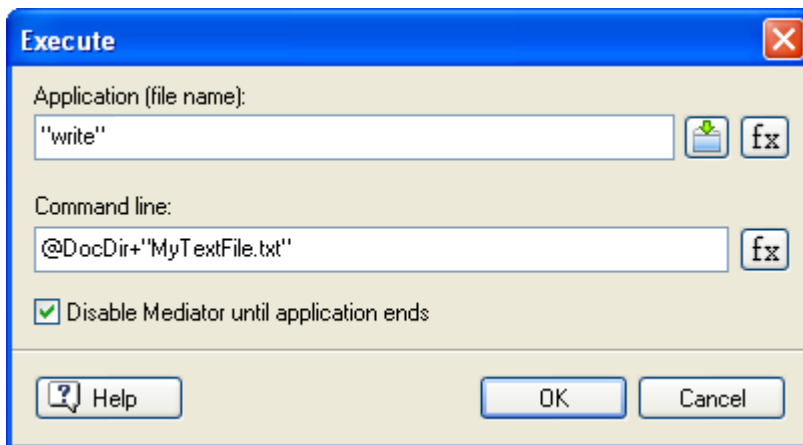 Execute
Application (file name):
"write"
fx
Command line:
@DocDir+"MyTextFile.txt"
fx
Disable Mediator until application ends
? Help
OK
Cancel